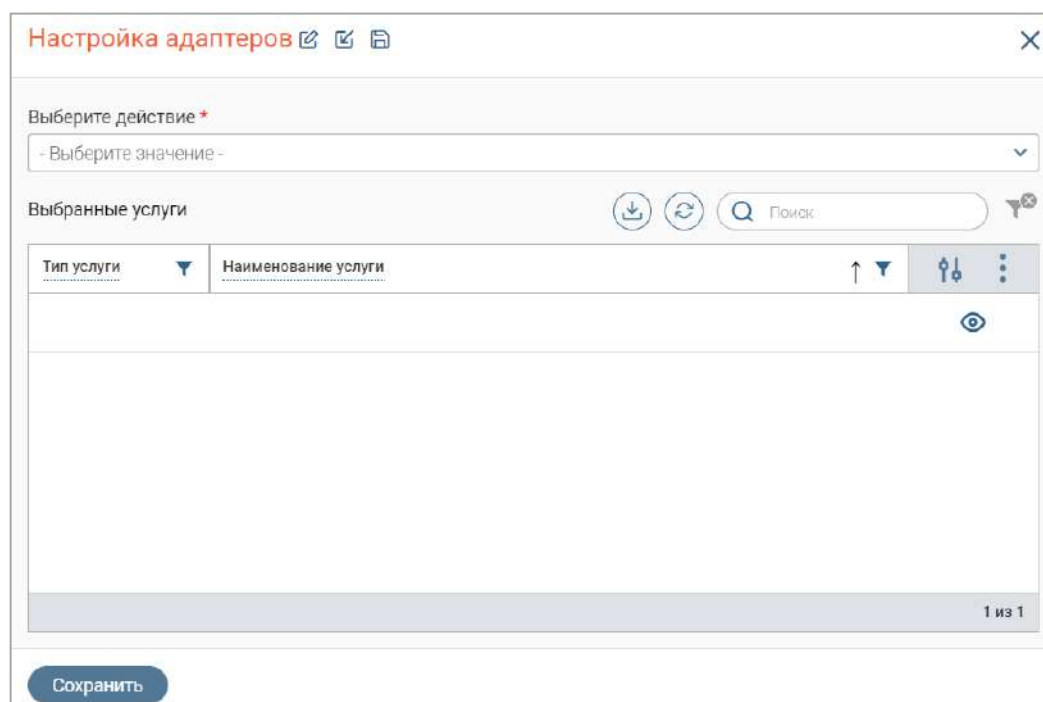 Настройка адаптеров
Выберите действие *
- Выберите значение -
Выбранные услуги
Поиск
Тип услуги
Наименование услуги
1 из 1
Сохранить